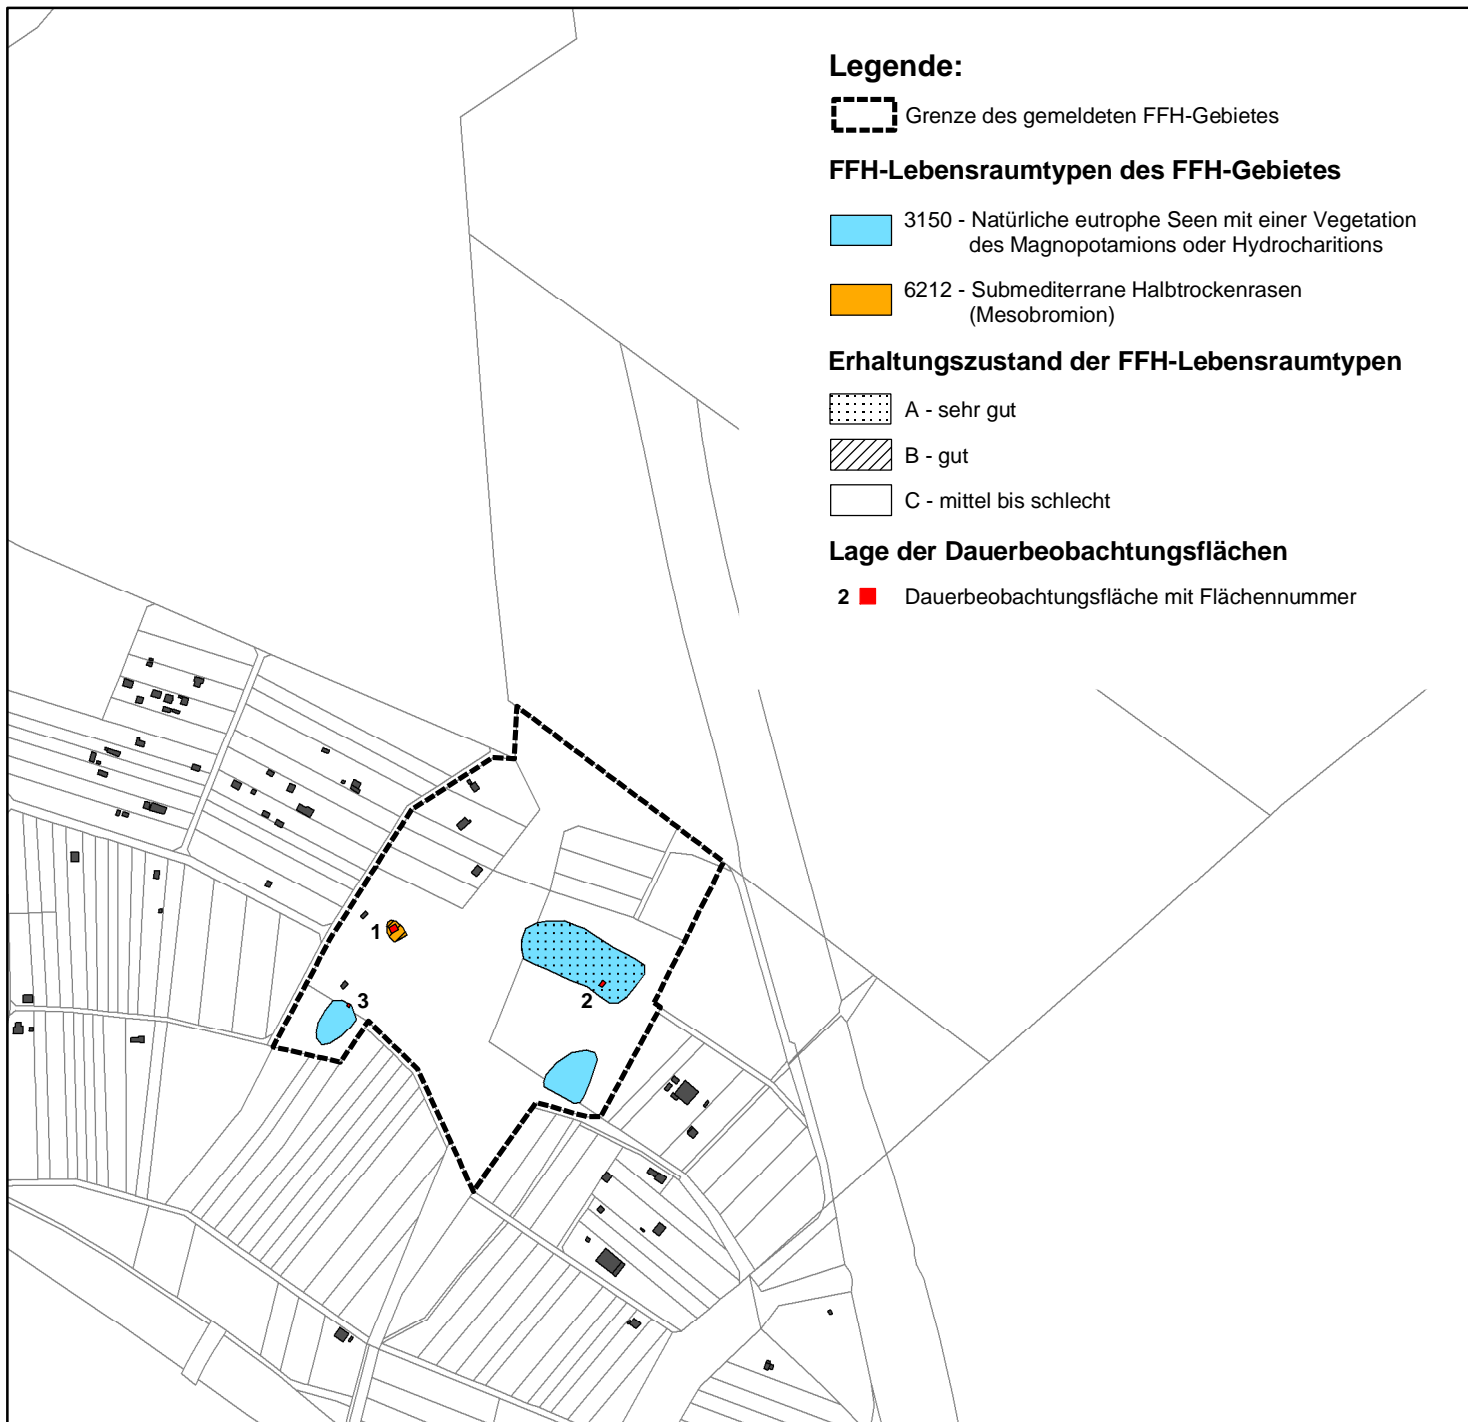 Legende:
Grenze des gemeldeten FFH-Gebietes
FFH-Lebensraumtypen des FFH-Gebietes
3150 - Natürliche eutrophe Seen mit einer Vegetation
des Magnopotamions oder Hydrocharitions
6212 - Submediterrane Halbtrockenrasen
(Mesobromion)
Erhaltungszustand der FFH-Lebensraumtypen
A - sehr gut
B - gut
C - mittel bis schlecht
Lage der Dauerbeobachtungsflächen
2 Dauerbeobachtungsfläche mit Flächennummer
1
2
3